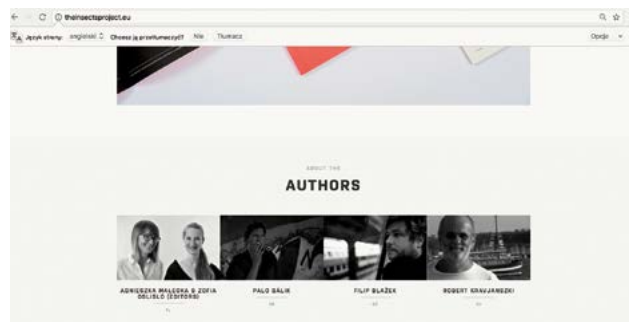 theinsectsproject.eu
Język strony: angielski Chcesz ją przetłumaczyć? Nie Tłumacz Opcje
ABOUT THE
AUTHORS
AGNIESZKA MAŁECKA & ZOFIA OSLISLO (EDITORS)
PALO BÁLIK
FILIP BLAŽEK
ROBERT KRAVJANSZKI